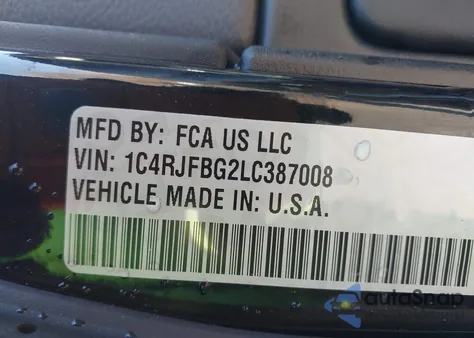 MFD BY: FCA US LLC
VIN: 1C4RJFBG2LC387008
VEHICLE MADE IN: U.S.A.
autoSnap